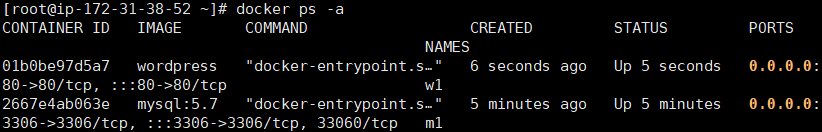 [root@ip-172-31-38-52 ~]# docker ps -a
CONTAINER ID   IMAGE       COMMAND                  CREATED         STATUS         PORTS
NAMES
01b0be97d5a7   wordpress   "docker-entrypoint.s…"   6 seconds ago   Up 5 seconds   0.0.0.0:
80->80/tcp, :::80->80/tcp   w1
2667e4ab063e   mysql:5.7   "docker-entrypoint.s…"   5 minutes ago   Up 5 minutes   0.0.0.0:
3306->3306/tcp, :::3306->3306/tcp, 33060/tcp   m1